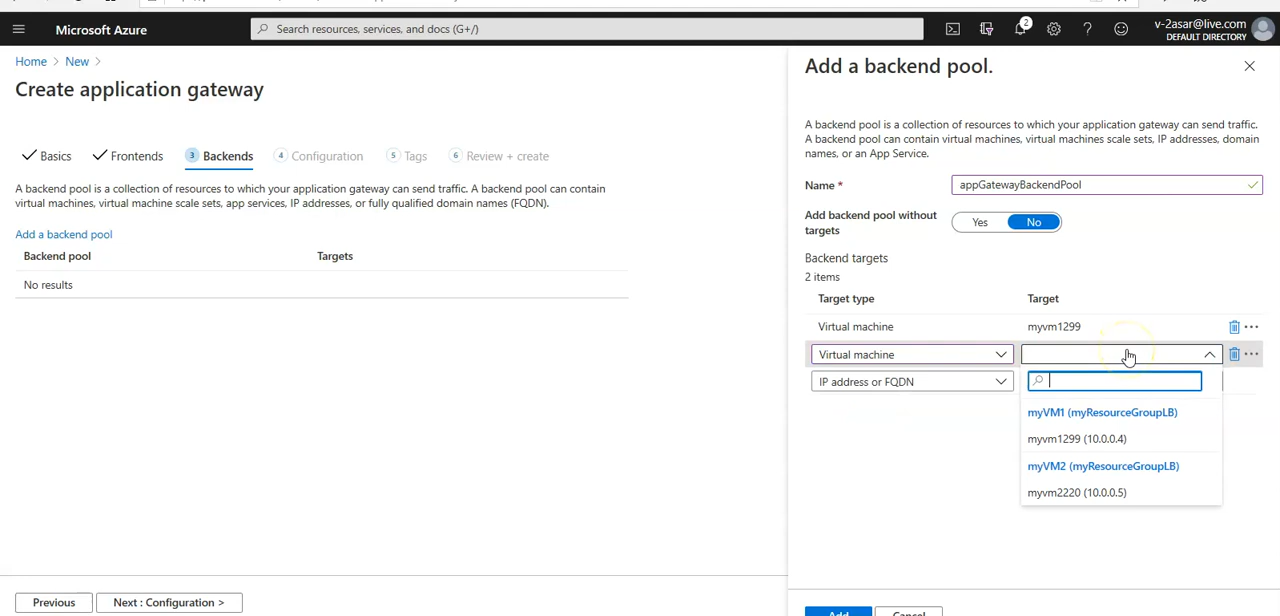 Microsoft Azure
Search resources, services, and docs (G+/)
2
v-2asar@live.com
DEFAULT DIRECTORY
Home > New >
Create application gateway
Basics
Frontends
3 Backends
4 Configuration
5 Tags
6 Review + create
A backend pool is a collection of resources to which your application gateway can send traffic. A backend pool can contain
virtual machines, virtual machine scale sets, app services, IP addresses, or fully qualified domain names (FQDN).
Add a backend pool
Backend pool Targets
No results
Previous
Next : Configuration >
Add a backend pool.
A backend pool is a collection of resources to which your application gateway can send traffic.
A backend pool can contain virtual machines, virtual machines scale sets, IP addresses, domain
names, or an App Service.
Name * appGatewayBackendPool
Add backend pool without
targets
Yes No
Backend targets
2 items
Target type Target
Virtual machine myvm1299
Virtual machine
IP address or FQDN
myVM1 (myResourceGroupLB)
myvm1299 (10.0.0.4)
myVM2 (myResourceGroupLB)
myvm2220 (10.0.0.5)
Add Cancel